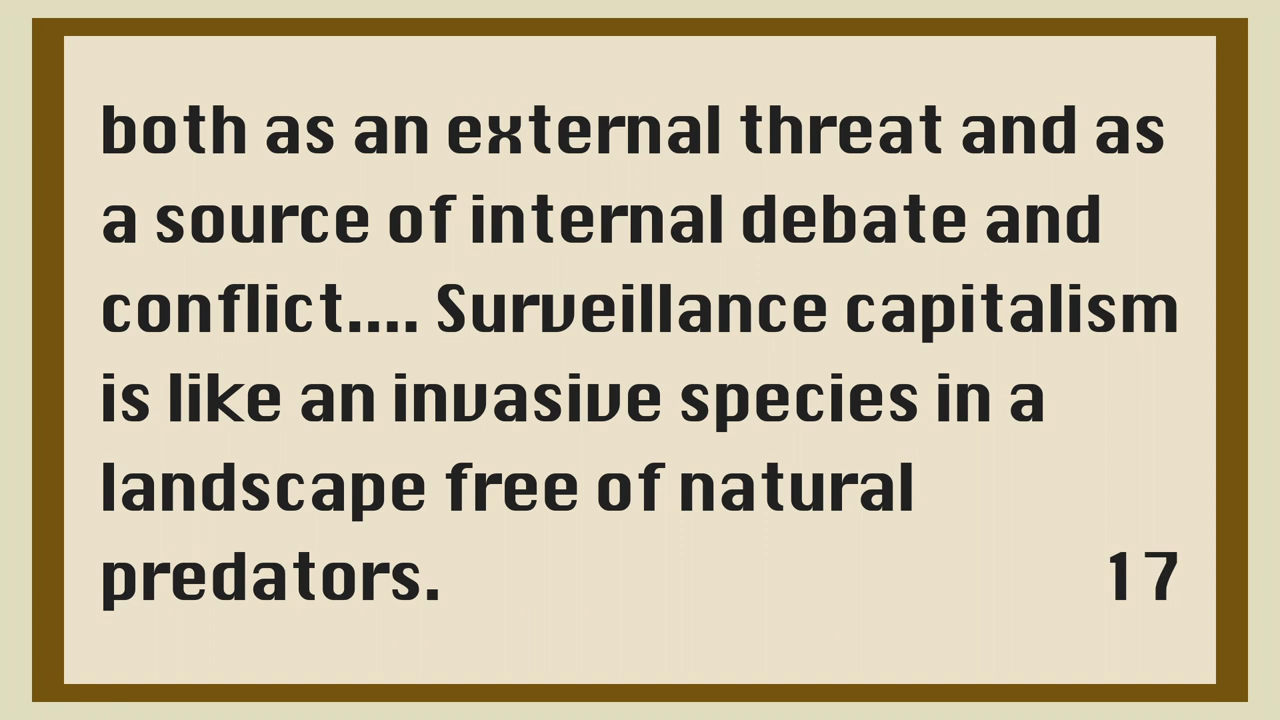 both as an external threat and as
a source of internal debate and
conflict.... Surveillance capitalism
is like an invasive species in a
landscape free of natural
predators. 17